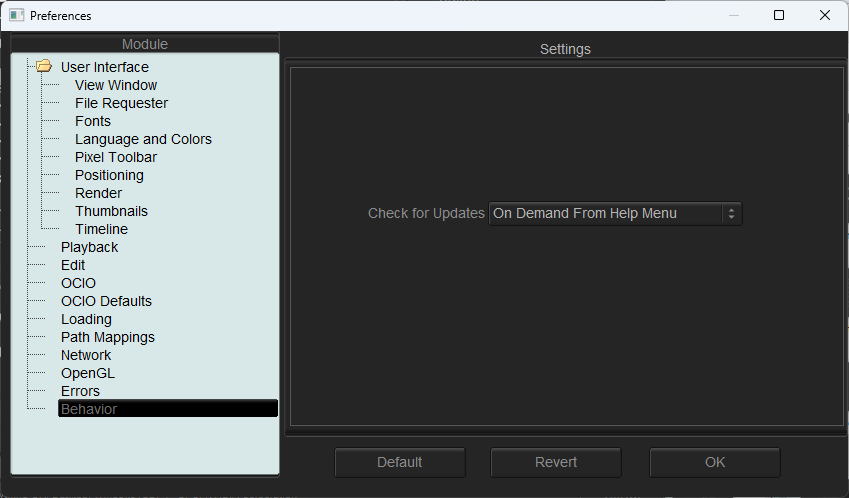 Preferences
Module
Settings
User Interface
View Window
File Requester
Fonts
Language and Colors
Pixel Toolbar
Positioning
Render
Thumbnails
Timeline
Playback
Edit
OCIO
OCIO Defaults
Loading
Path Mappings
Network
OpenGL
Errors
Behavior
Check for Updates On Demand From Help Menu
Default Revert OK